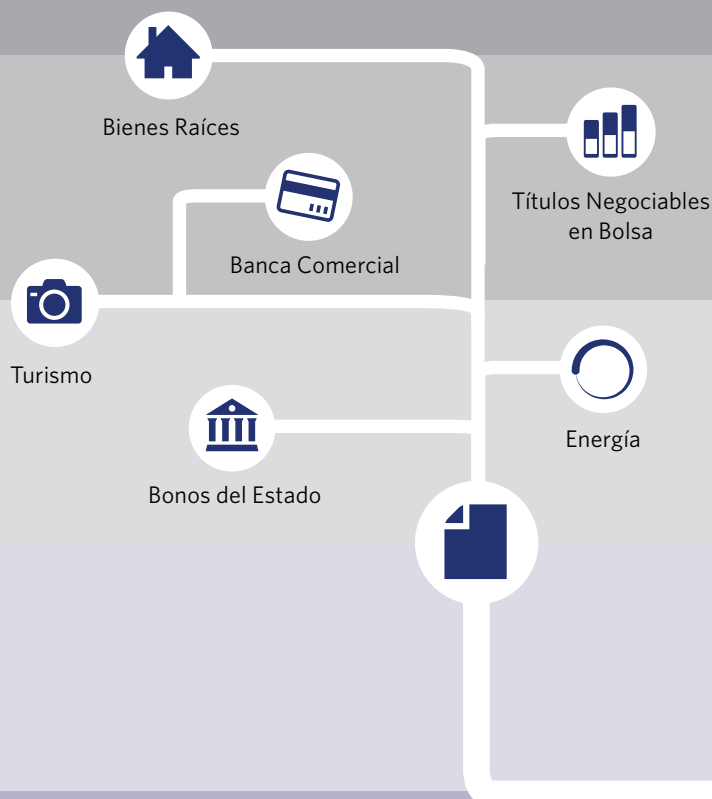 Bienes Raíces
Títulos Negociables
en Bolsa
Banca Comercial
Turismo
Energía
Bonos del Estado